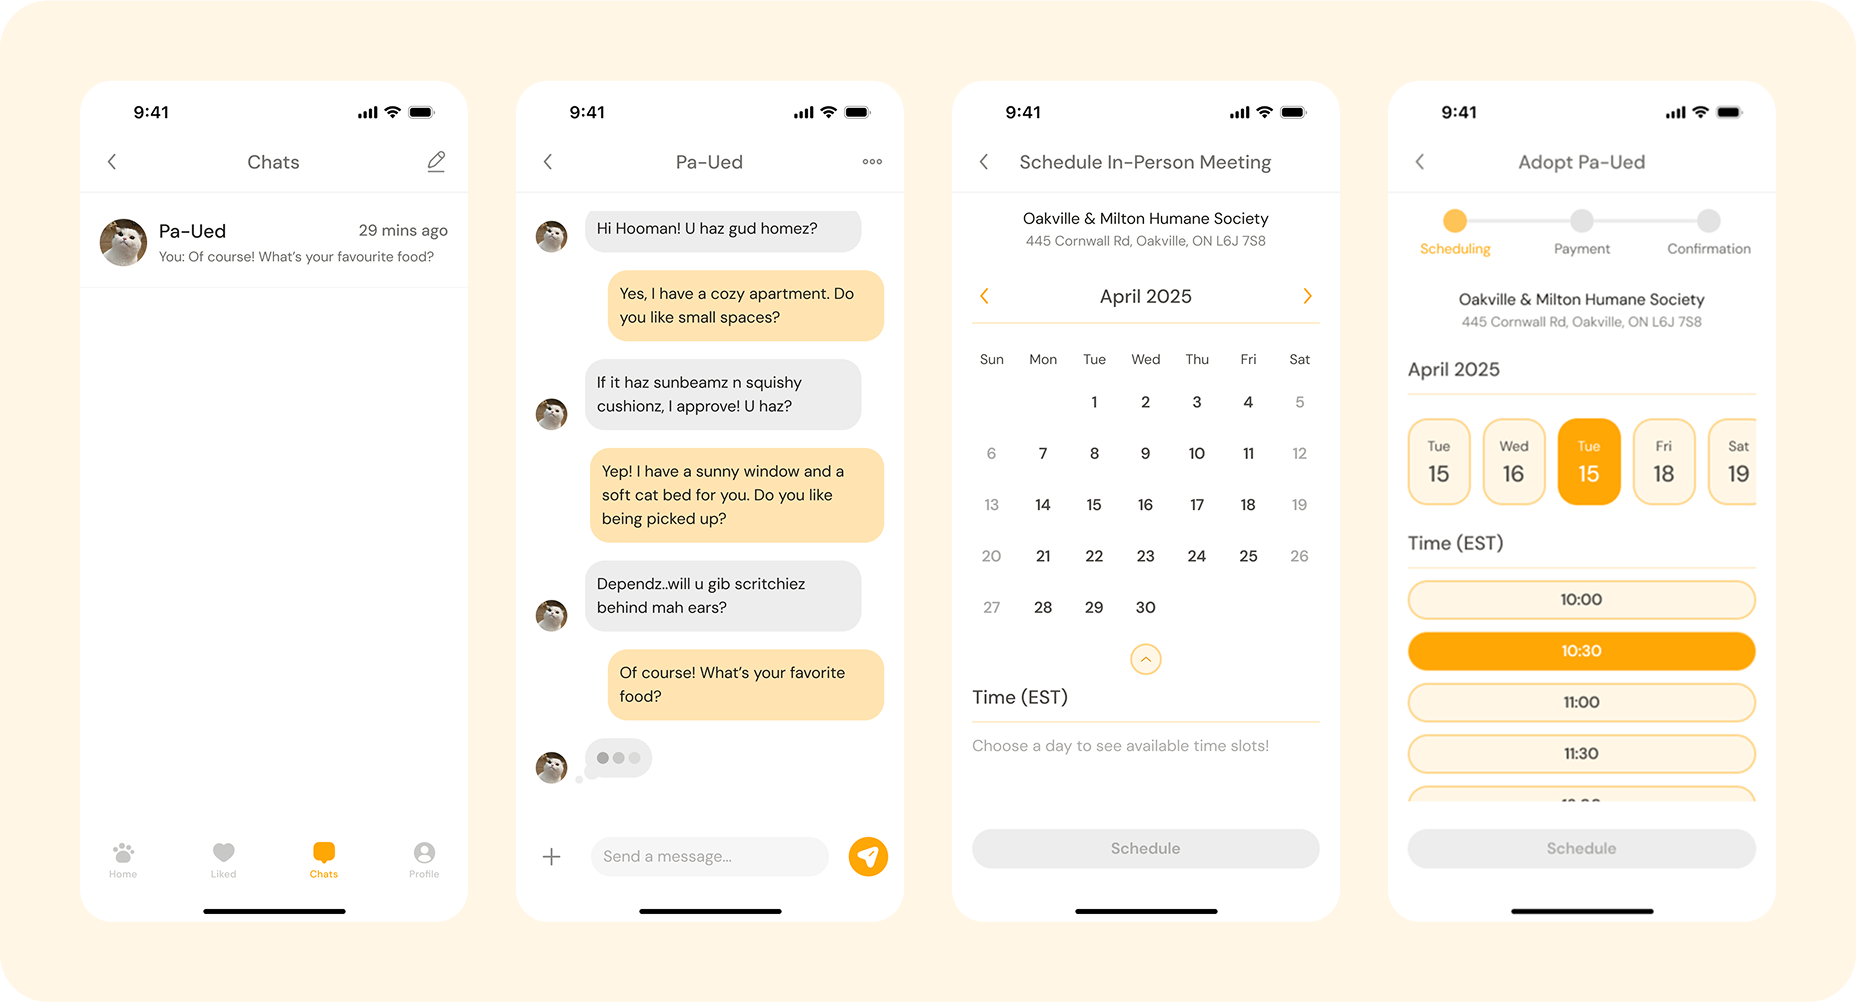 9:41
Chats
Pa-Ued
29 mins ago
You: Of course! What's your favourite food?
Home
Liked
Chats
Profile
9:41
Pa-Ued
Hi Hooman! U haz gud homez?
Yes, I have a cozy apartment. Do
you like small spaces?
If it haz sunbeamz n squishy
cushionz, I approve! U haz?
Yep! I have a sunny window and a
soft cat bed for you. Do you like
being picked up?
Dependz..will u gib scritchiez
behind mah ears?
Of course! What's your favorite
food?
Send a message...
9:41
Schedule In-Person Meeting
Oakville & Milton Humane Society
445 Cornwall Rd, Oakville, ON L6J 7S8
April 2025
Sun Mon Tue Wed Thu Fri Sat
1 2 3 4 5
6 7 8 9 10 11 12
13 14 15 16 17 18 19
20 21 22 23 24 25 26
27 28 29 30
Time (EST)
Choose a day to see available time slots!
Schedule
9:41
Adopt Pa-Ued
Scheduling Payment Confirmation
Oakville & Milton Humane Society
445 Cornwall Rd, Oakville, ON L6J 7S8
April 2025
Tue Wed Tue Fri Sat
15 16 15 18 19
Time (EST)
10:00
10:30
11:00
11:30
Schedule